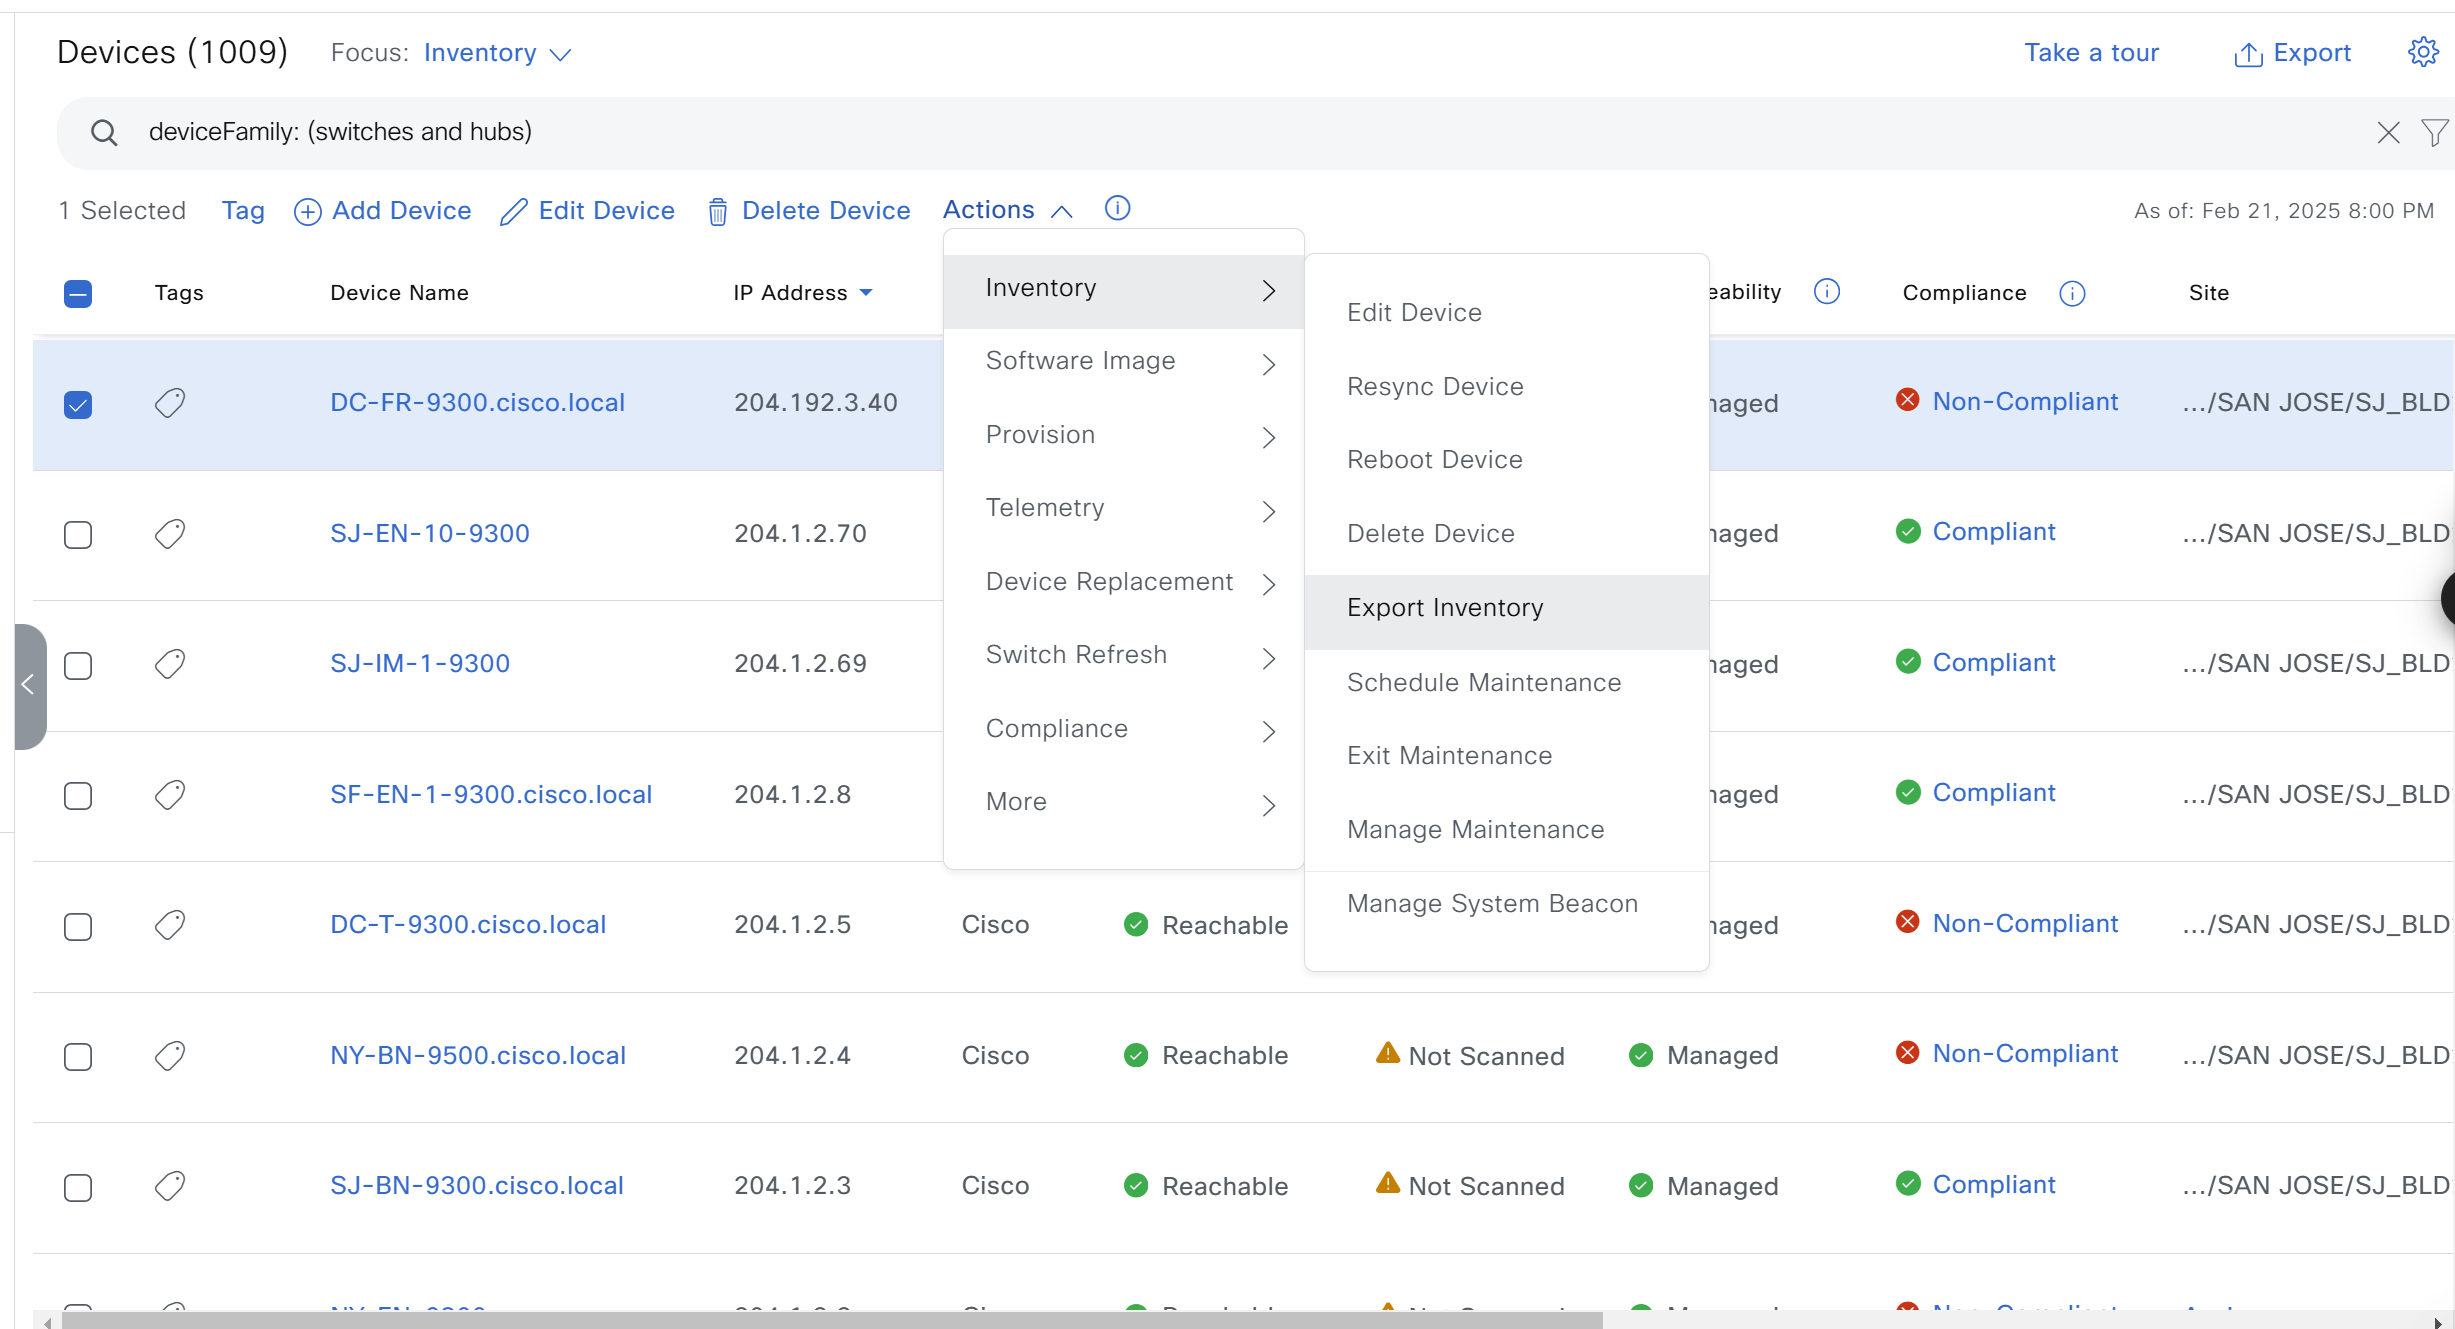 Devices (1009) Focus: Inventory Take a tour Export
deviceFamily: (switches and hubs)
1 Selected Tag Add Device Edit Device Delete Device Actions As of: Feb 21, 2025 8:00 PM
Tags Device Name IP Address eability Compliance Site
DC-FR-9300.cisco.local 204.192.3.40 naged Non-Compliant .../SAN JOSE/SJ_BLD
SJ-EN-10-9300 204.1.2.70 naged Compliant .../SAN JOSE/SJ_BLD
SJ-IM-1-9300 204.1.2.69 naged Compliant .../SAN JOSE/SJ_BLD
SF-EN-1-9300.cisco.local 204.1.2.8 naged Compliant .../SAN JOSE/SJ_BLD
DC-T-9300.cisco.local 204.1.2.5 Cisco Reachable naged Non-Compliant .../SAN JOSE/SJ_BLD
NY-BN-9500.cisco.local 204.1.2.4 Cisco Reachable Not Scanned Managed Non-Compliant .../SAN JOSE/SJ_BLD
SJ-BN-9300.cisco.local 204.1.2.3 Cisco Reachable Not Scanned Managed Compliant .../SAN JOSE/SJ_BLD
Inventory
Software Image
Provision
Telemetry
Device Replacement
Switch Refresh
Compliance
More
Edit Device
Resync Device
Reboot Device
Delete Device
Export Inventory
Schedule Maintenance
Exit Maintenance
Manage Maintenance
Manage System Beacon